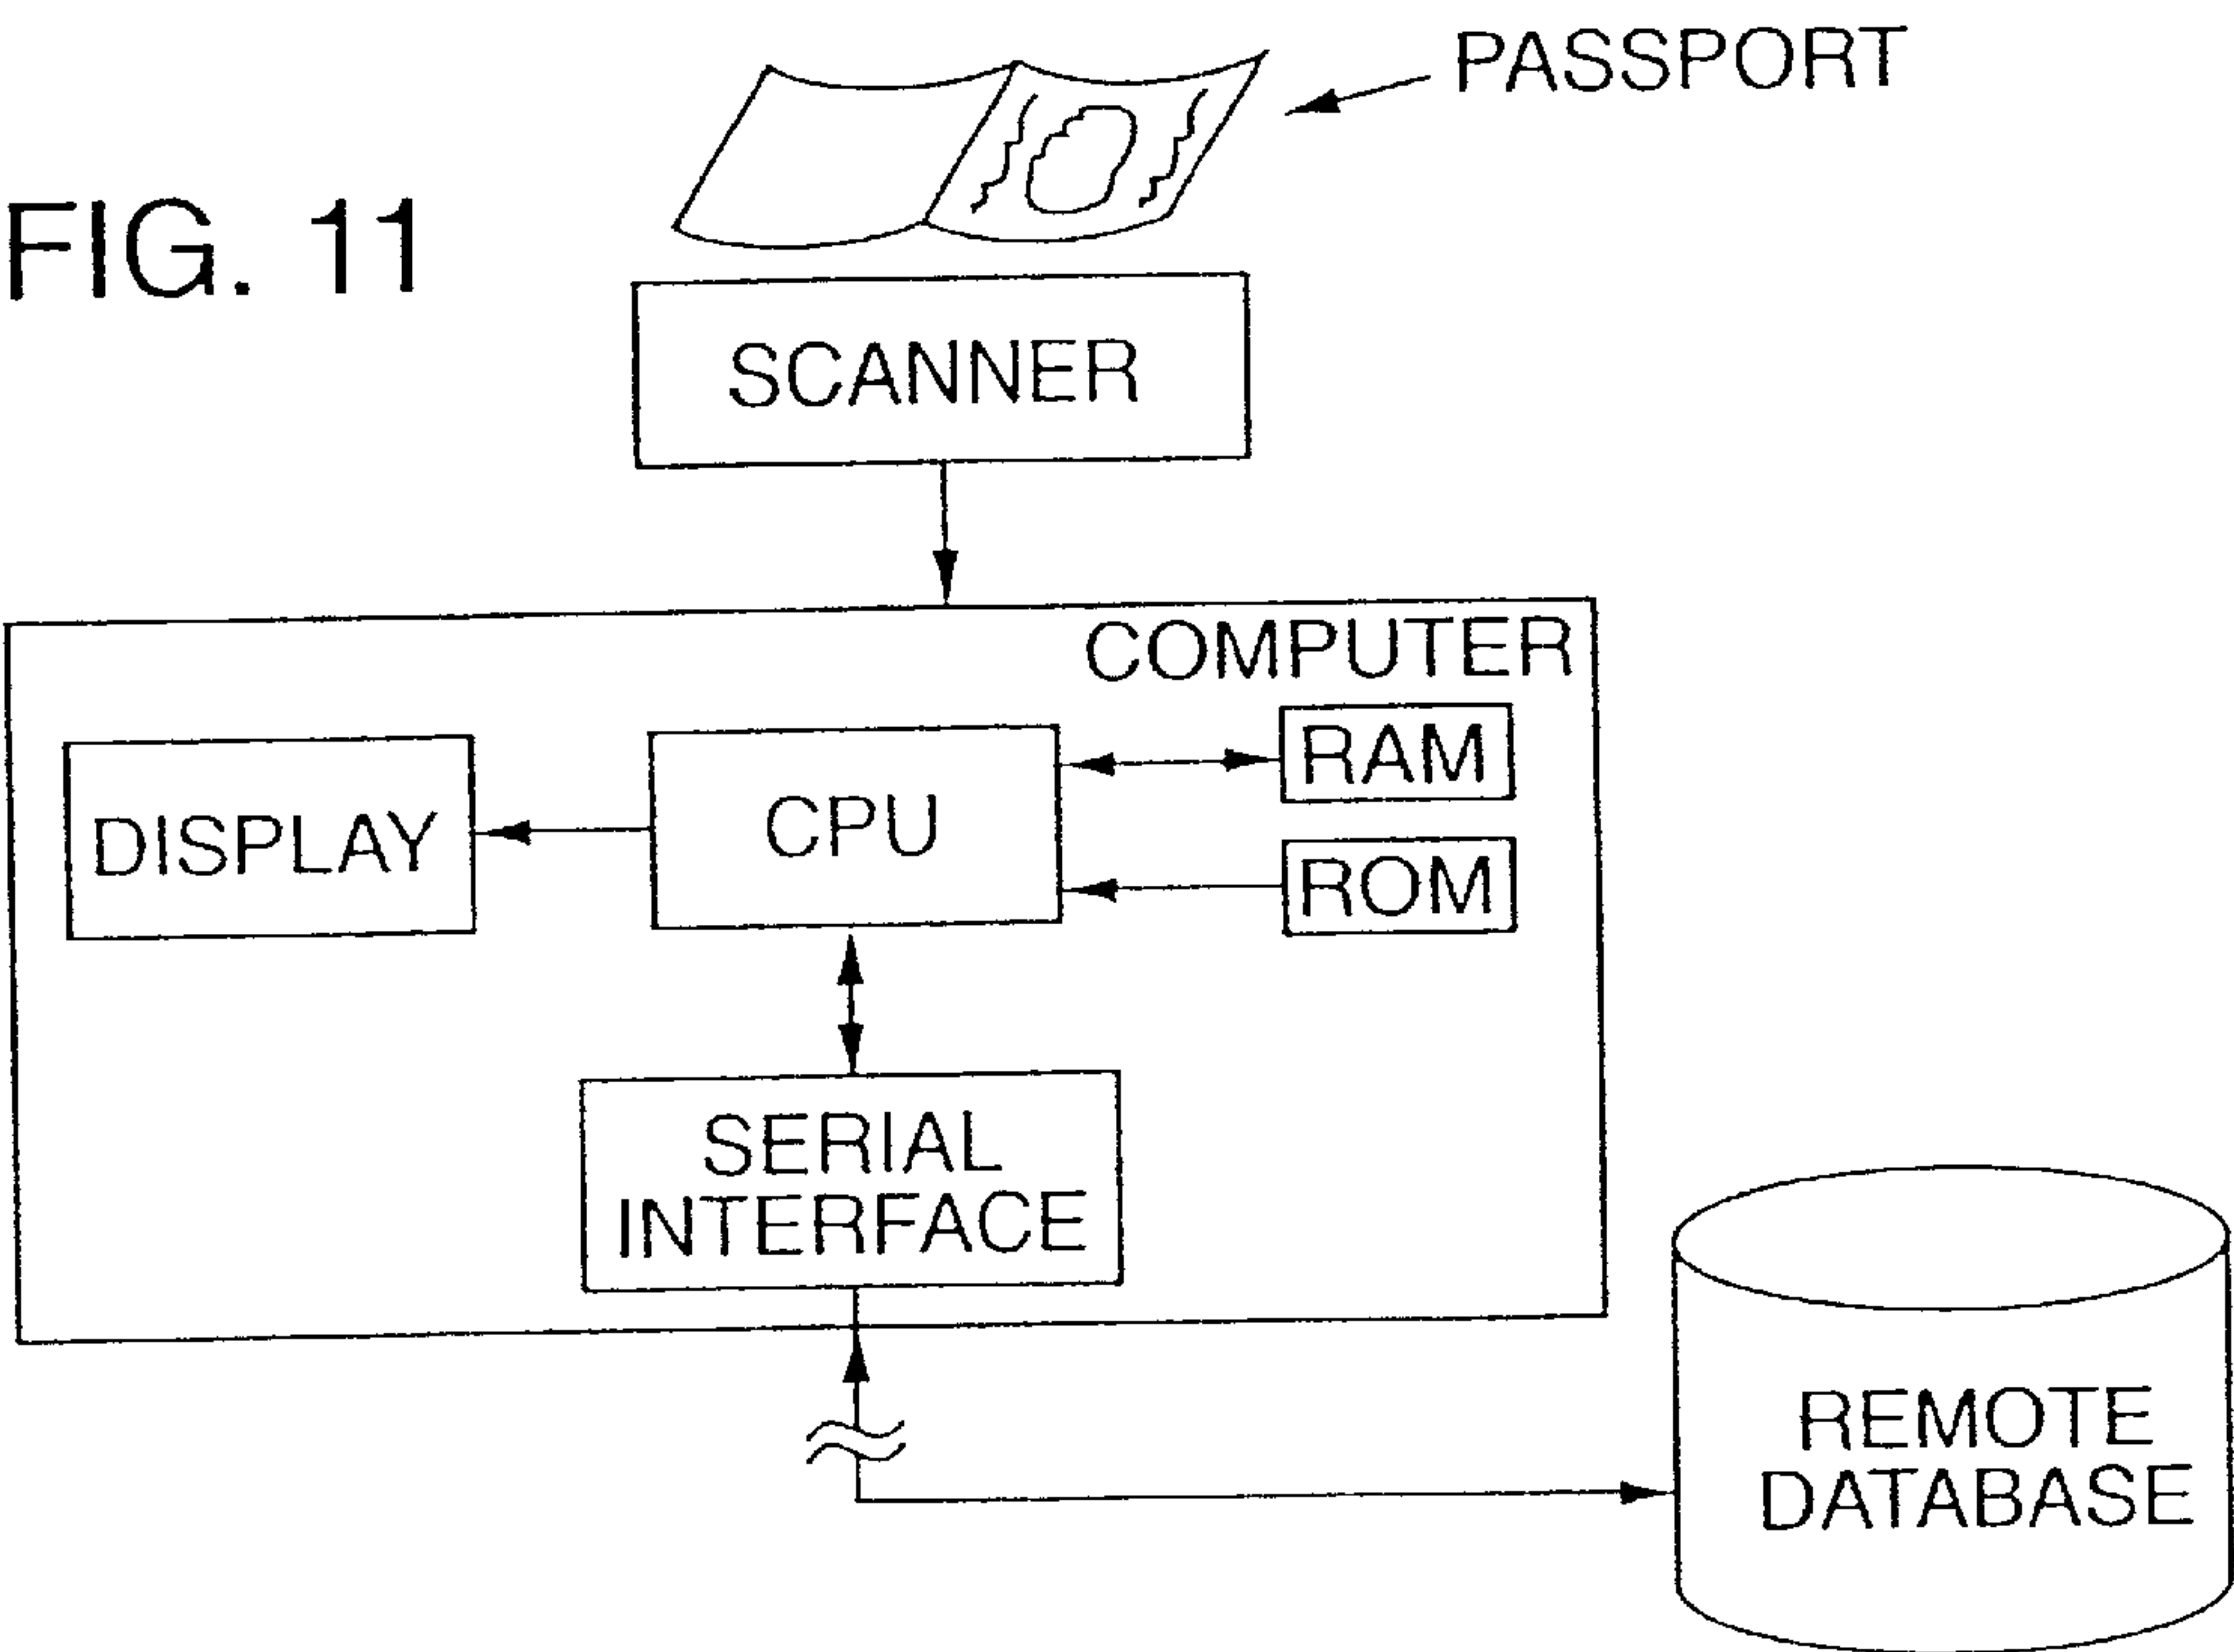 PASSPORT
FIG. 11
SCANNER
COMPUTER
RAM
DISPLAY
CPU
ROM
SERIAL
INTERFACE
REMOTE
DATABASE